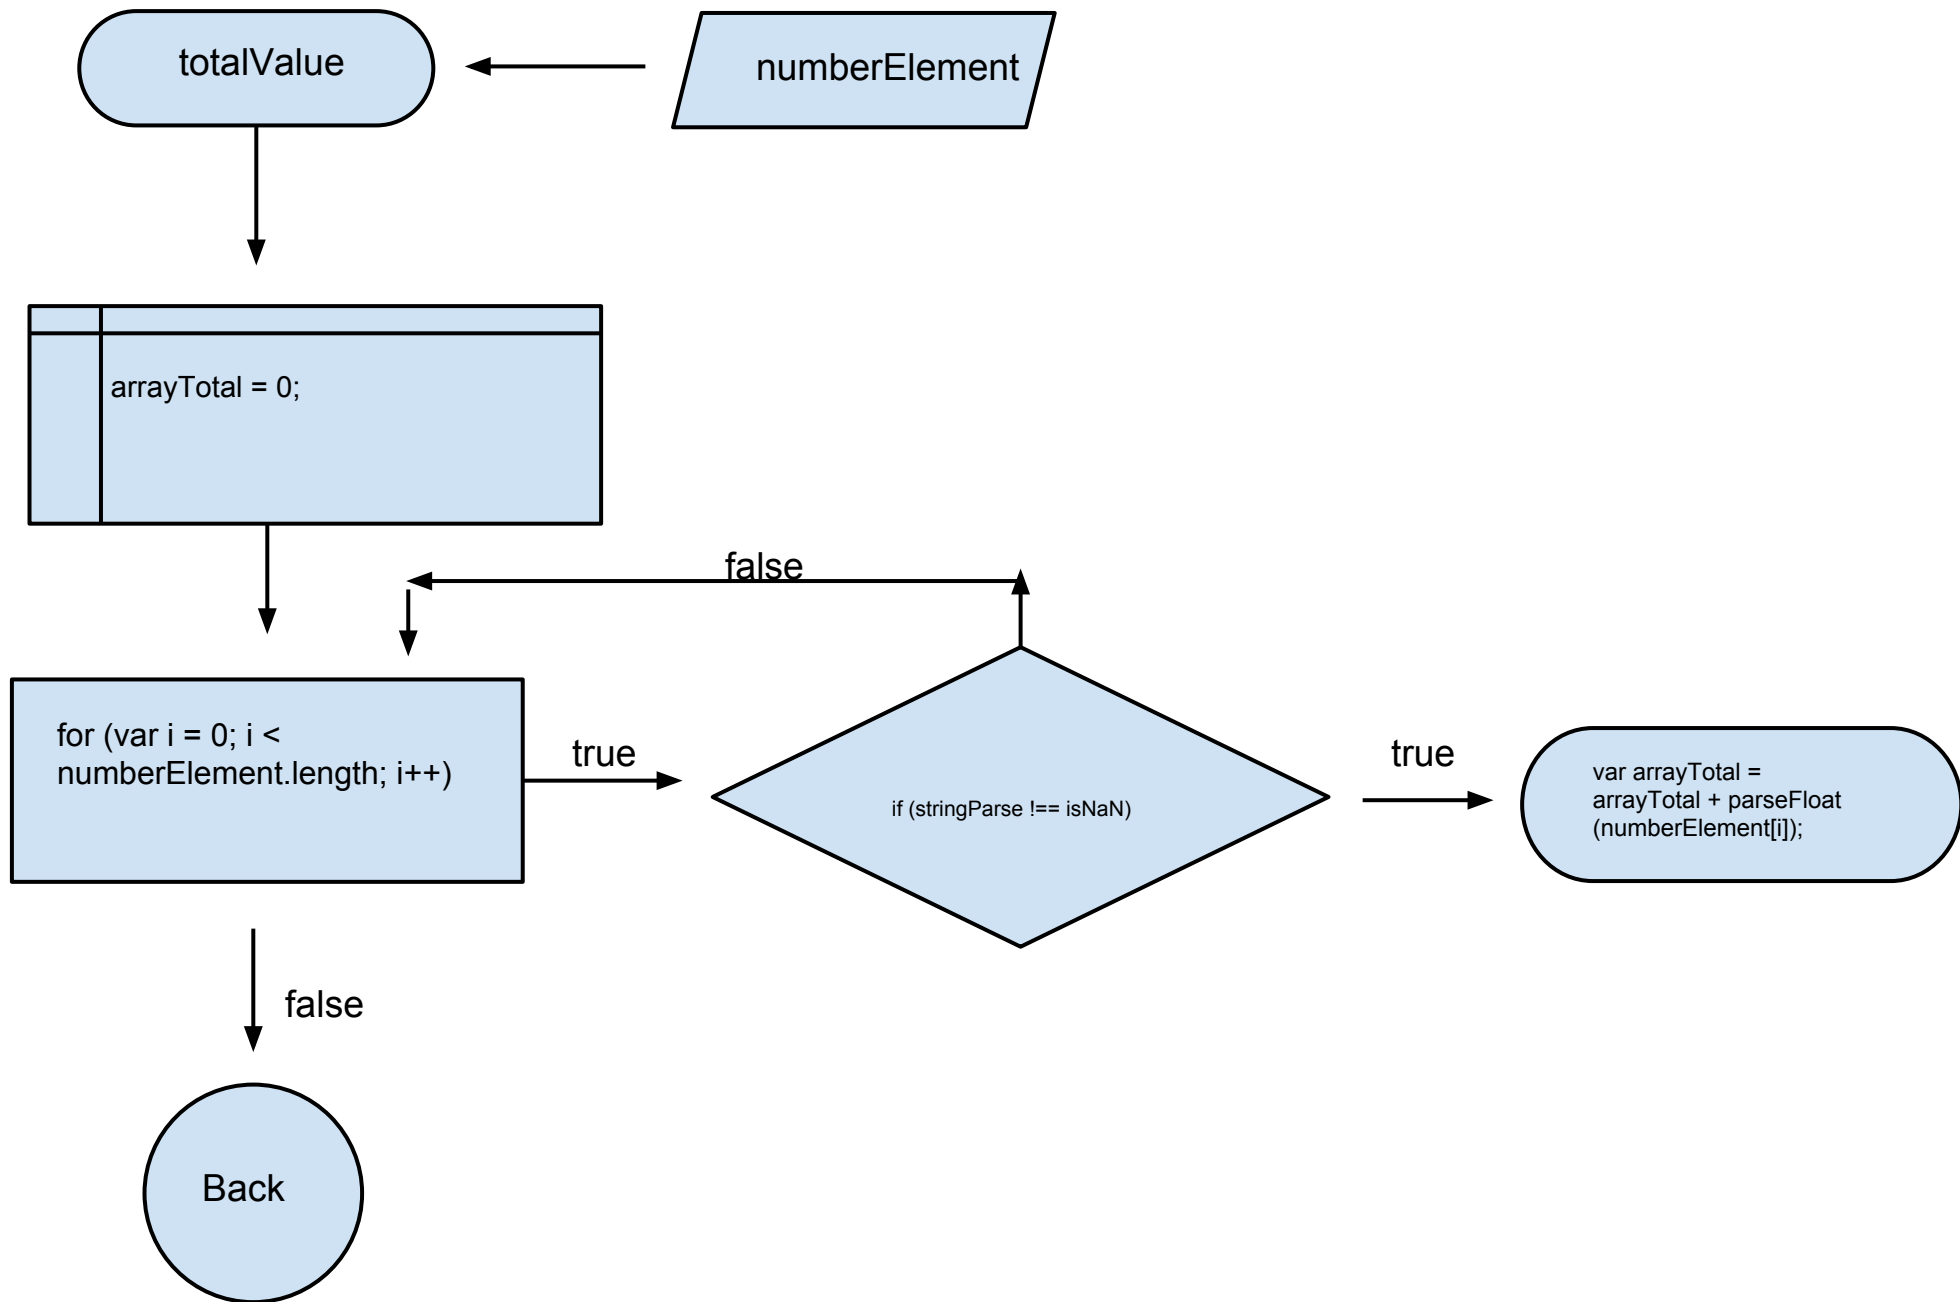 totalValue
numberElement
arrayTotal = 0;
false
for (var i = 0; i <
numberElement.length; i++)
true
if (stringParse !== isNaN)
true
var arrayTotal =
arrayTotal + parseFloat
(numberElement[i]);
false
Back